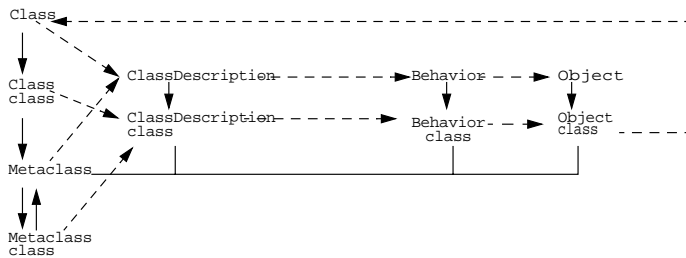 Class
ClassDescription
Behavior
Object
Class
class
ClassDescription
class
Behavior
class
Object
class
Metaclass
Metaclass
class